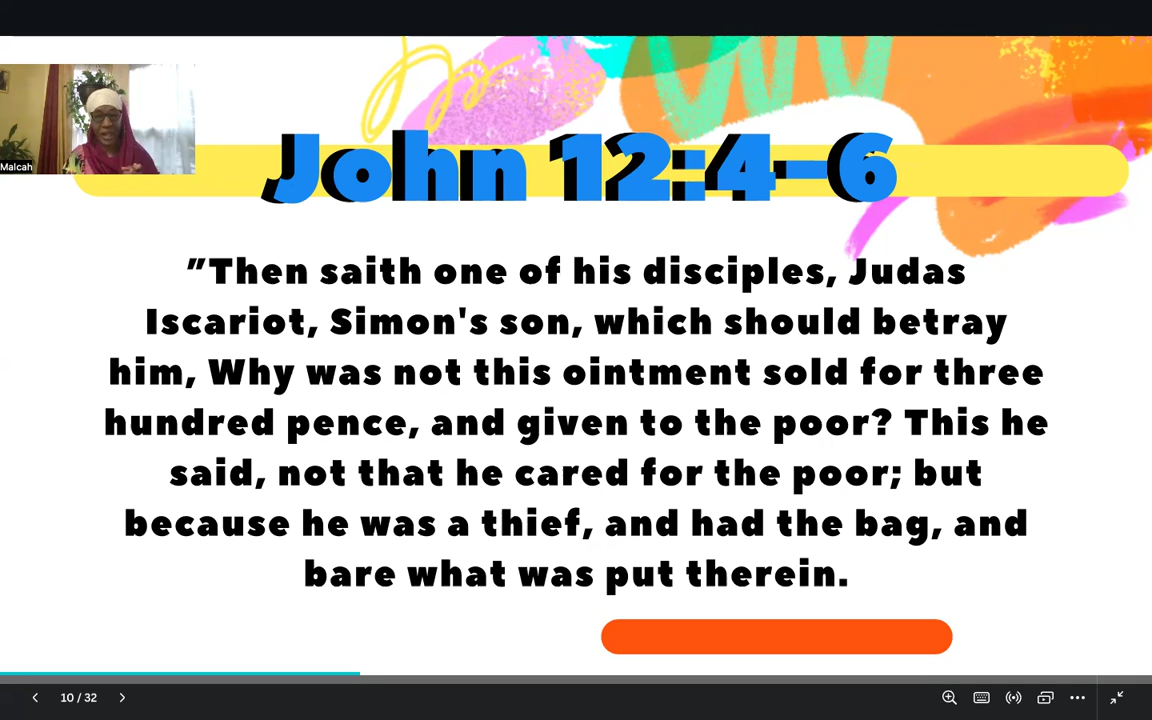 Malcah
John 12:4-6
"Then saith one of his disciples, Judas
Iscariot, Simon's son, which should betray
him, Why was not this ointment sold for three
hundred pence, and given to the poor? This he
said, not that he cared for the poor; but
because he was a thief, and had the bag, and
bare what was put therein.
10 / 32